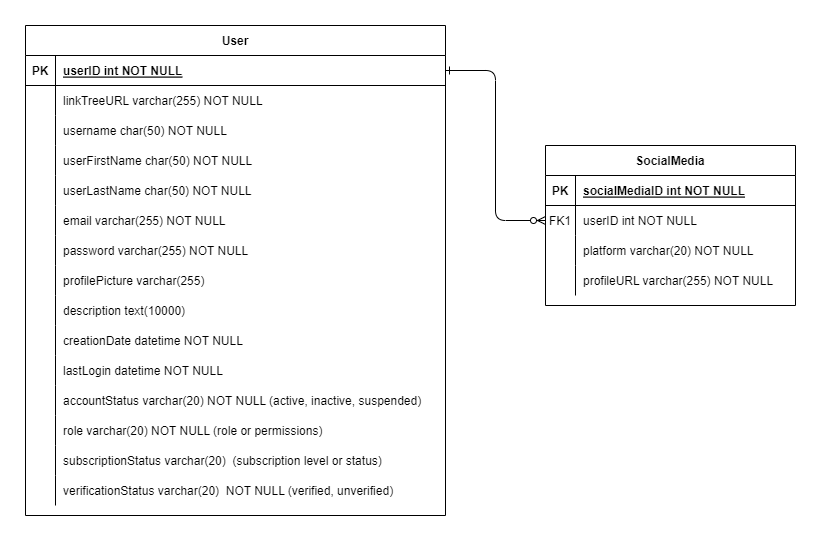 User
PK userID int NOT NULL
linkTreeURL varchar(255) NOT NULL
username char(50) NOT NULL
userFirstName char(50) NOT NULL
userLastName char(50) NOT NULL
email varchar(255) NOT NULL
password varchar(255) NOT NULL
profilePicture varchar(255)
description text(10000)
creationDate datetime NOT NULL
lastLogin datetime NOT NULL
accountStatus varchar(20) NOT NULL (active, inactive, suspended)
role varchar(20) NOT NULL (role or permissions)
subscriptionStatus varchar(20)  (subscription level or status)
verificationStatus varchar(20)  NOT NULL (verified, unverified)
SocialMedia
PK socialMediaID int NOT NULL
FK1 userID int NOT NULL
platform varchar(20) NOT NULL
profileURL varchar(255) NOT NULL